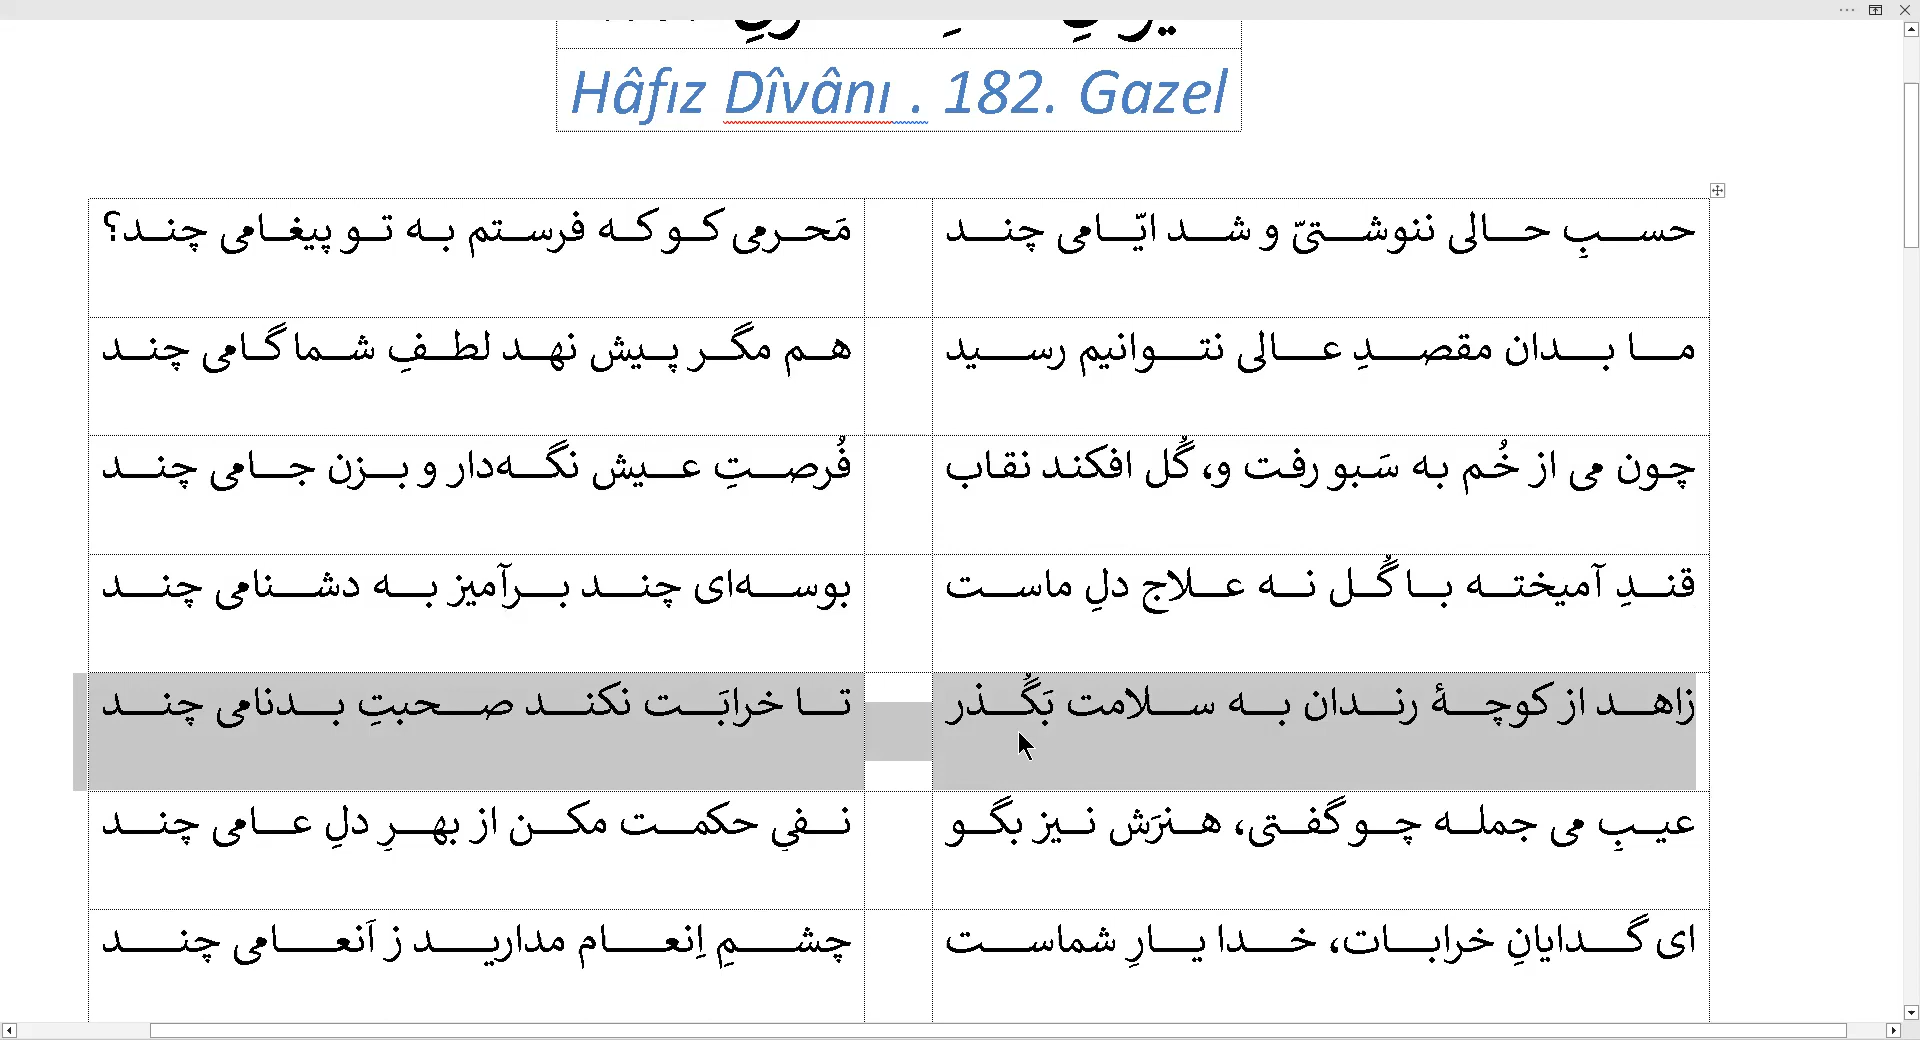 Hâfız Dîvânı . 182. Gazel
حسبِ حالی ننوشتیّ و شد ایّامی چند
مَحرمی کو که فرستم به تو پیغامی چند؟
ما بدان مقصدِ عالی نتوانیم رسید
هم مگر پیش نهد لطفِ شما گامی چند
چون می از خُم به سَبو رفت و، گُل افکند نقاب
فُرصتِ عیش نگه‌دار و بزن جامی چند
قندِ آمیخته با گُل نه علاج دلِ ماست
بوسه‌ای چند برآمیز به دشنامی چند
زاهد از کوچهٔ رندان به سلامت بَگُذر
تا خرابَت نکند صحبتِ بدنامی چند
عیبِ می جمله چو گفتی، هنرَش نیز بگو
نفیِ حکمت مکن از بهرِ دلِ عامی چند
ای گدایانِ خرابات، خدا یارِ شماست
چشمِ اِنعام مدارید ز اَنعامی چند